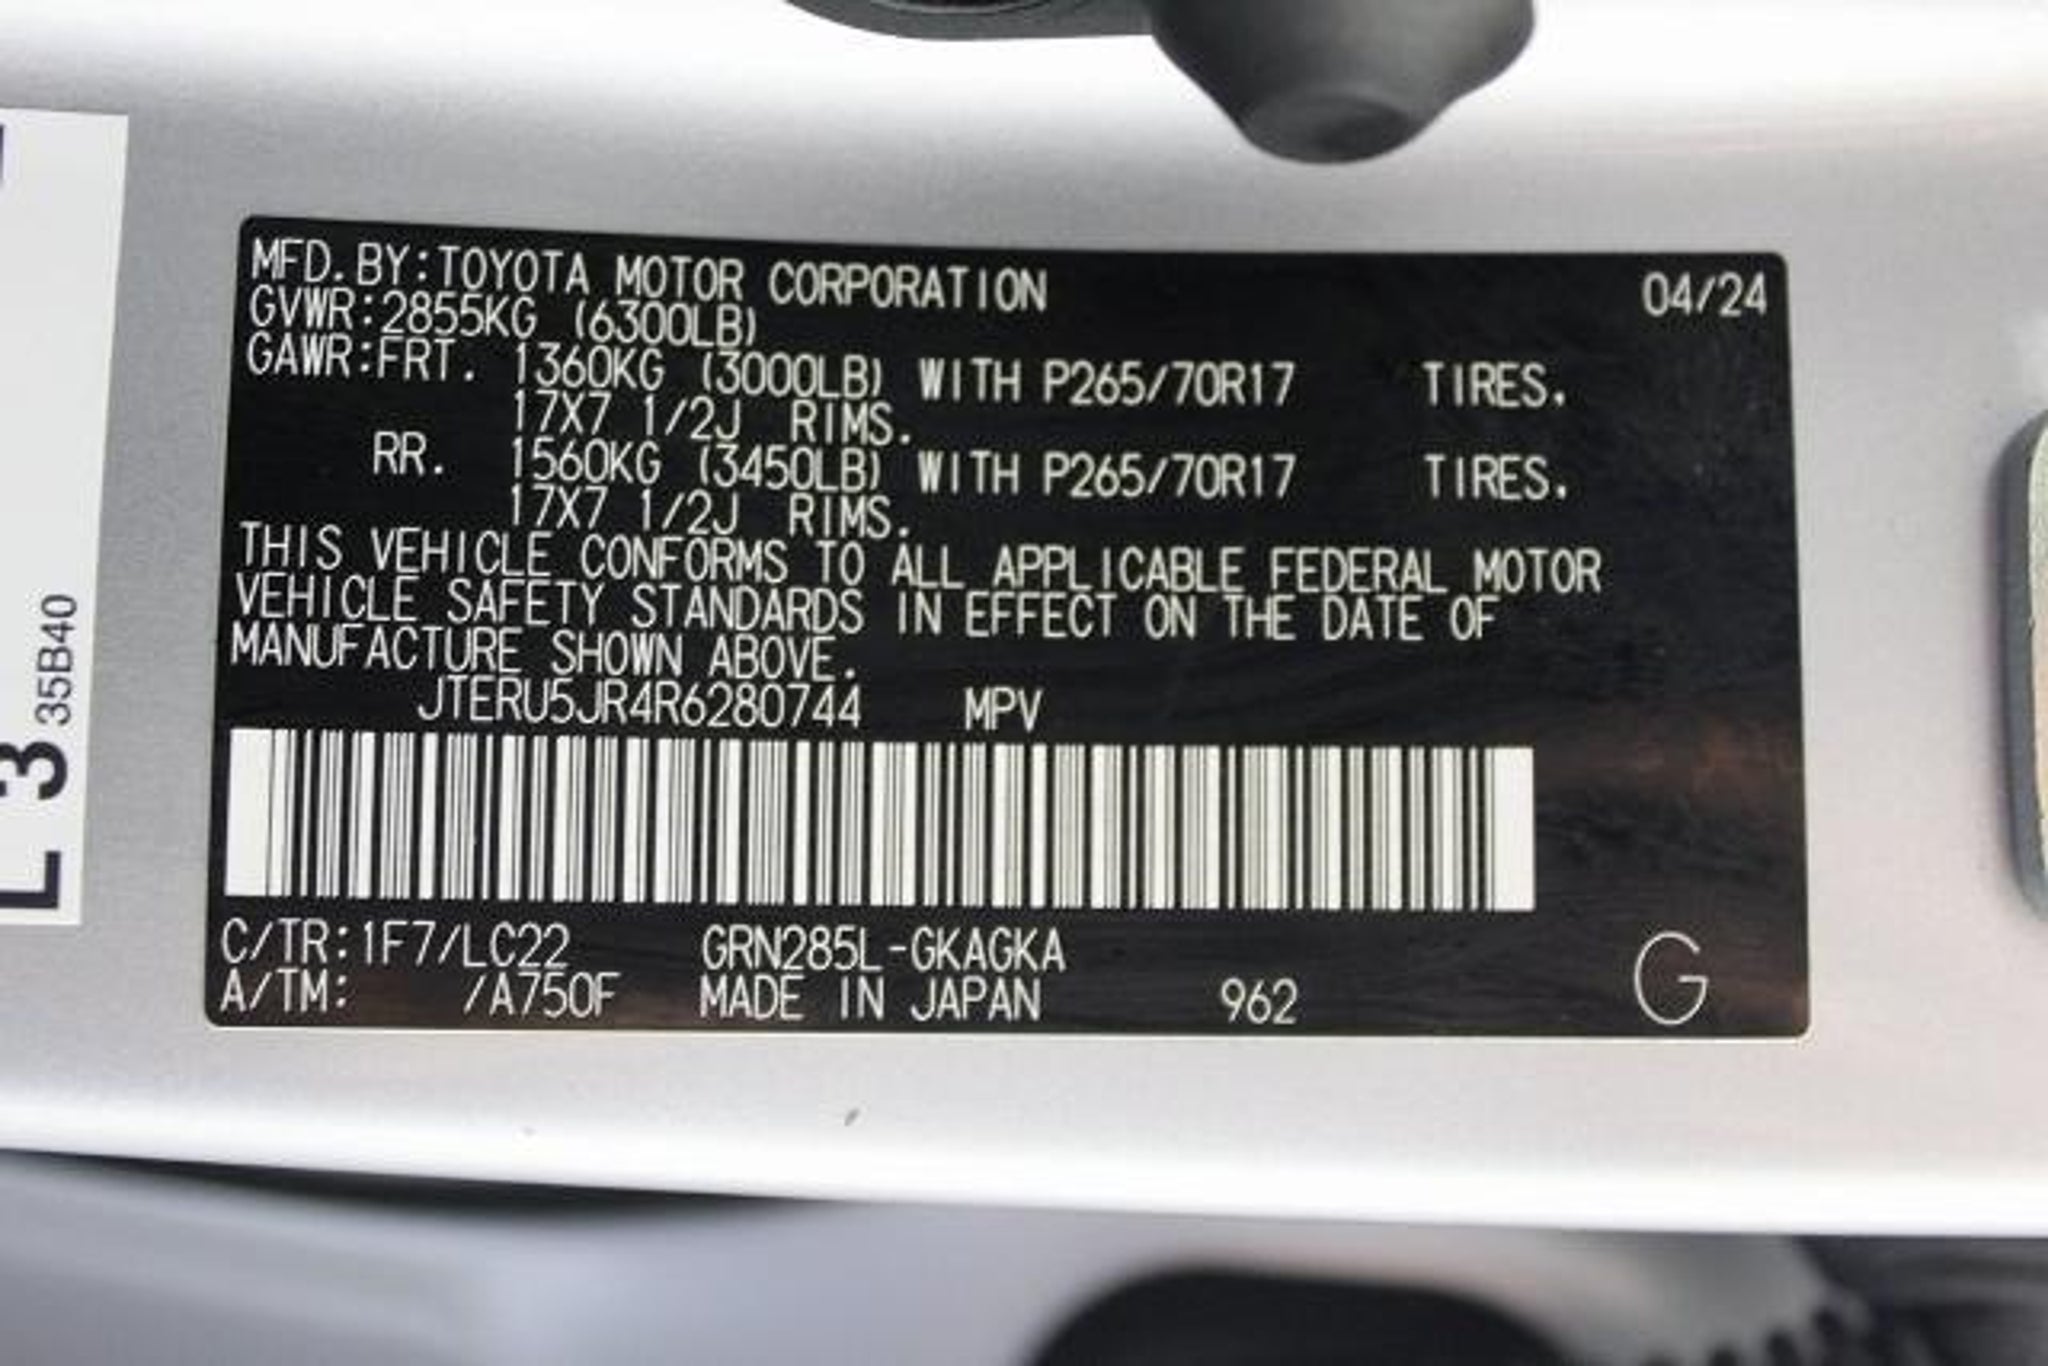 MFD.BY:TOYOTA MOTOR CORPORATION 04/24
GVWR:2855KG (6300LB)
GAWR:FRT. 1360KG (3000LB) WITH P265/70R17 TIRES.
17X7 1/2J RIMS.
RR. 1560KG (3450LB) WITH P265/70R17 TIRES.
17X7 1/2J RIMS.
THIS VEHICLE CONFORMS TO ALL APPLICABLE FEDERAL MOTOR
VEHICLE SAFETY STANDARDS IN EFFECT ON THE DATE OF
MANUFACTURE SHOWN ABOVE.
JTERU5JR4R6280744 MPV
C/TR:1F7/LC22 GRN285L-GKAGKA
A/TM: /A750F MADE IN JAPAN 962 G
L 3 35B40